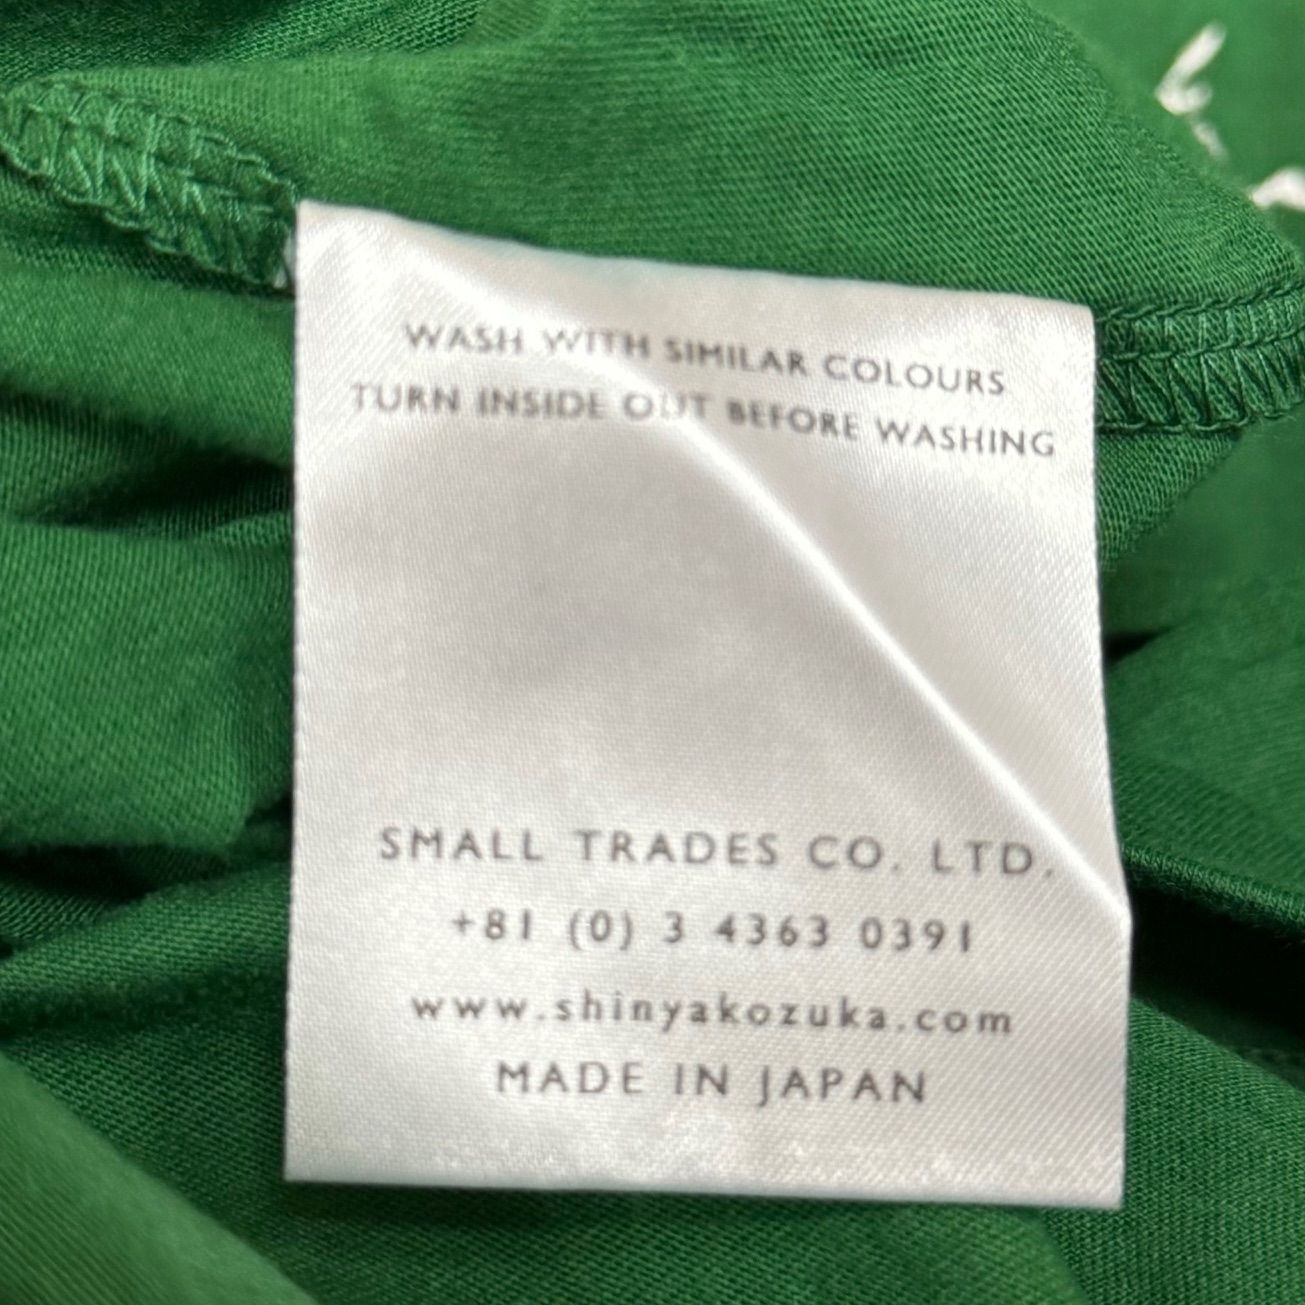 WASH WITH SIMILAR COLOURS
TURN INSIDE OUT BEFORE WASHING
SMALL TRADES CO. LTD.
+81 (0) 3 4363 0391
www.shinyakozuka.com
MADE IN JAPAN